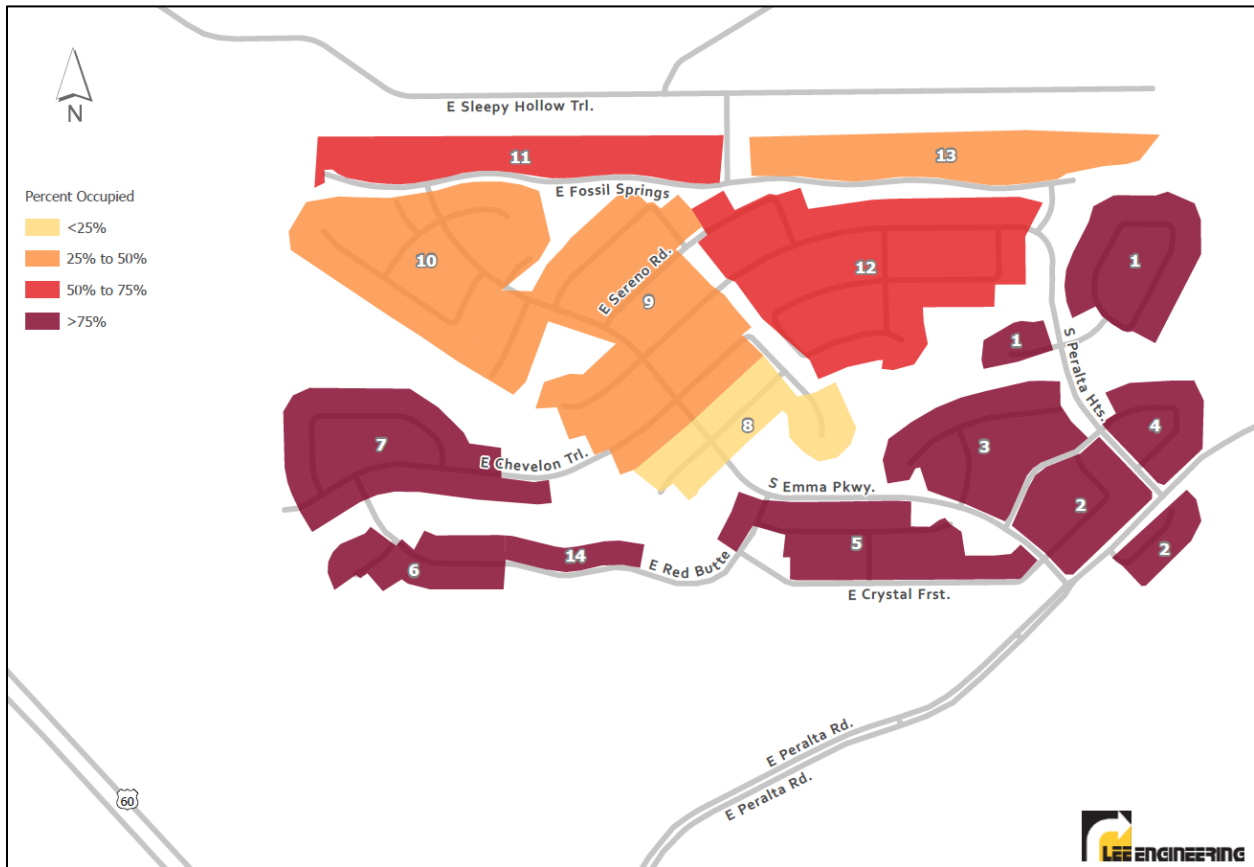 N
E Sleepy Hollow Trl.
11
13
Percent Occupied
<25%
25% to 50%
50% to 75%
>75%
E Fossil Springs
10
E Sereno Rd.
9
12
1
1
S Peralta Hts.
7
E Chevelon Trl.
8
3
4
S Emma Pkwy.
2
2
5
6
14
E Red Butte
E Crystal Frst.
E Peralta Rd.
E Peralta Rd.
60
LEE ENGINEERING